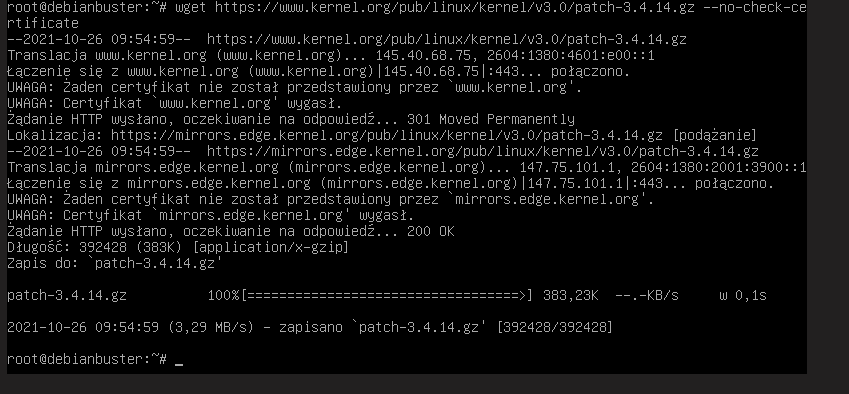 root@debianbuster:~# wget https://www.kernel.org/pub/linux/kernel/v3.0/patch-3.4.14.gz --no-check-ce
rtificate
--2021-10-26 09:54:59--  https://www.kernel.org/pub/linux/kernel/v3.0/patch-3.4.14.gz
Translacja www.kernel.org (www.kernel.org)... 145.40.68.75, 2604:1380:4601:e00::1
Łączenie się z www.kernel.org (www.kernel.org)|145.40.68.75|:443... połączono.
UWAGA: Żaden certyfikat nie został przedstawiony przez `www.kernel.org'.
UWAGA: Certyfikat `www.kernel.org' wygasł.
Żądanie HTTP wysłano, oczekiwanie na odpowiedź... 301 Moved Permanently
Lokalizacja: https://mirrors.edge.kernel.org/pub/linux/kernel/v3.0/patch-3.4.14.gz [podążanie]
--2021-10-26 09:54:59--  https://mirrors.edge.kernel.org/pub/linux/kernel/v3.0/patch-3.4.14.gz
Translacja mirrors.edge.kernel.org (mirrors.edge.kernel.org)... 147.75.101.1, 2604:1380:2001:3900::1
Łączenie się z mirrors.edge.kernel.org (mirrors.edge.kernel.org)|147.75.101.1|:443... połączono.
UWAGA: Żaden certyfikat nie został przedstawiony przez `mirrors.edge.kernel.org'.
UWAGA: Certyfikat `mirrors.edge.kernel.org' wygasł.
Żądanie HTTP wysłano, oczekiwanie na odpowiedź... 200 OK
Długość: 392428 (383K) [application/x-gzip]
Zapis do: `patch-3.4.14.gz'
patch-3.4.14.gz          100%[==================================>] 383,23K  --.-KB/s     w 0,1s
2021-10-26 09:54:59 (3,29 MB/s) - zapisano `patch-3.4.14.gz' [392428/392428]
root@debianbuster:~# _